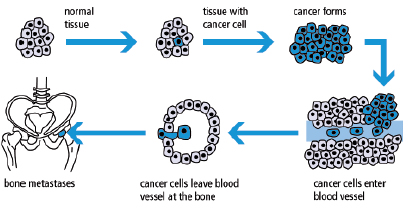 normal
tissue
tissue with
cancer cell
cancer forms
bone metastases
cancer cells leave blood
vessel at the bone
cancer cells enter
blood vessel